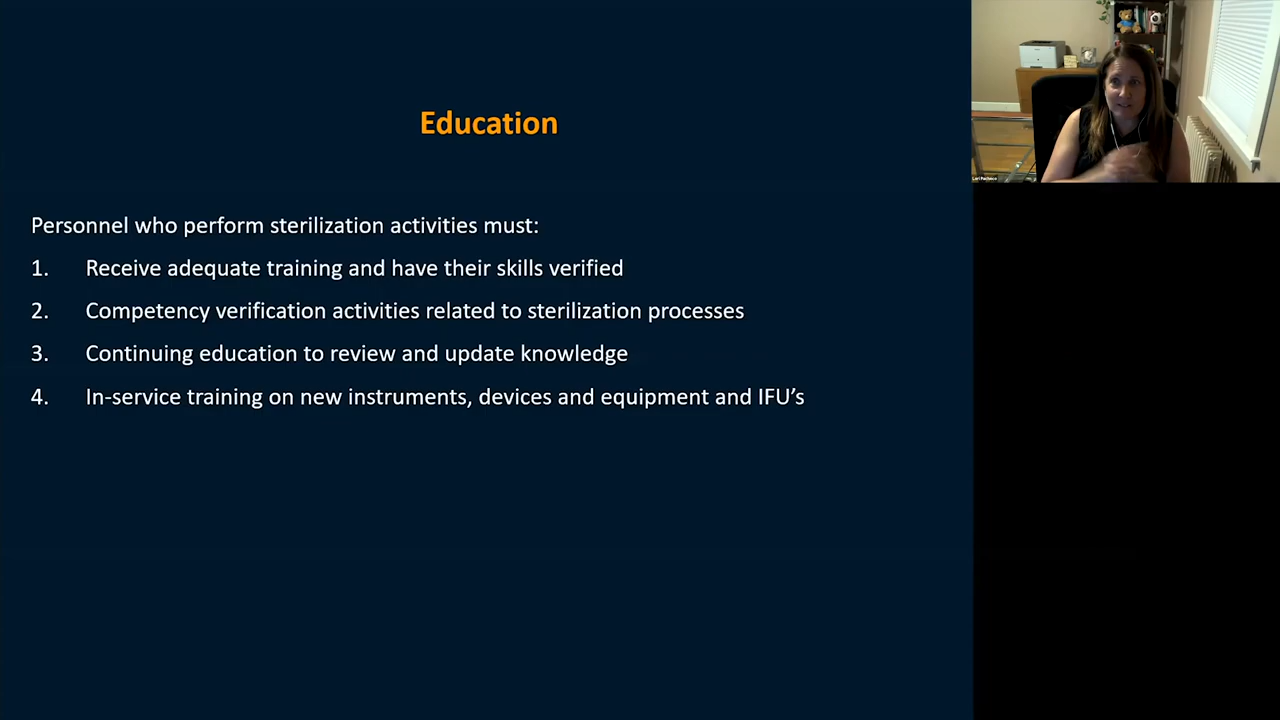 Education
Personnel who perform sterilization activities must:
1. Receive adequate training and have their skills verified
2. Competency verification activities related to sterilization processes
3. Continuing education to review and update knowledge
4. In-service training on new instruments, devices and equipment and IFU’s
Lori Pacheco